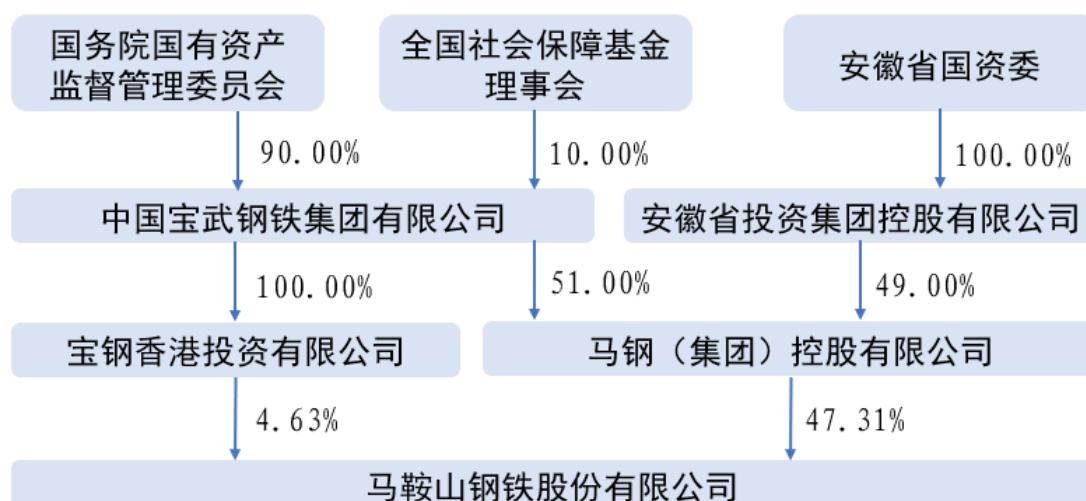 国务院国有资产
监督管理委员会
全国社会保障基金
理事会
安徽省国资委
90.00%
10.00%
100.00%
中国宝武钢铁集团有限公司
安徽省投资集团控股有限公司
100.00%
51.00%
49.00%
宝钢香港投资有限公司
马钢（集团）控股有限公司
4.63%
47.31%
马鞍山钢铁股份有限公司